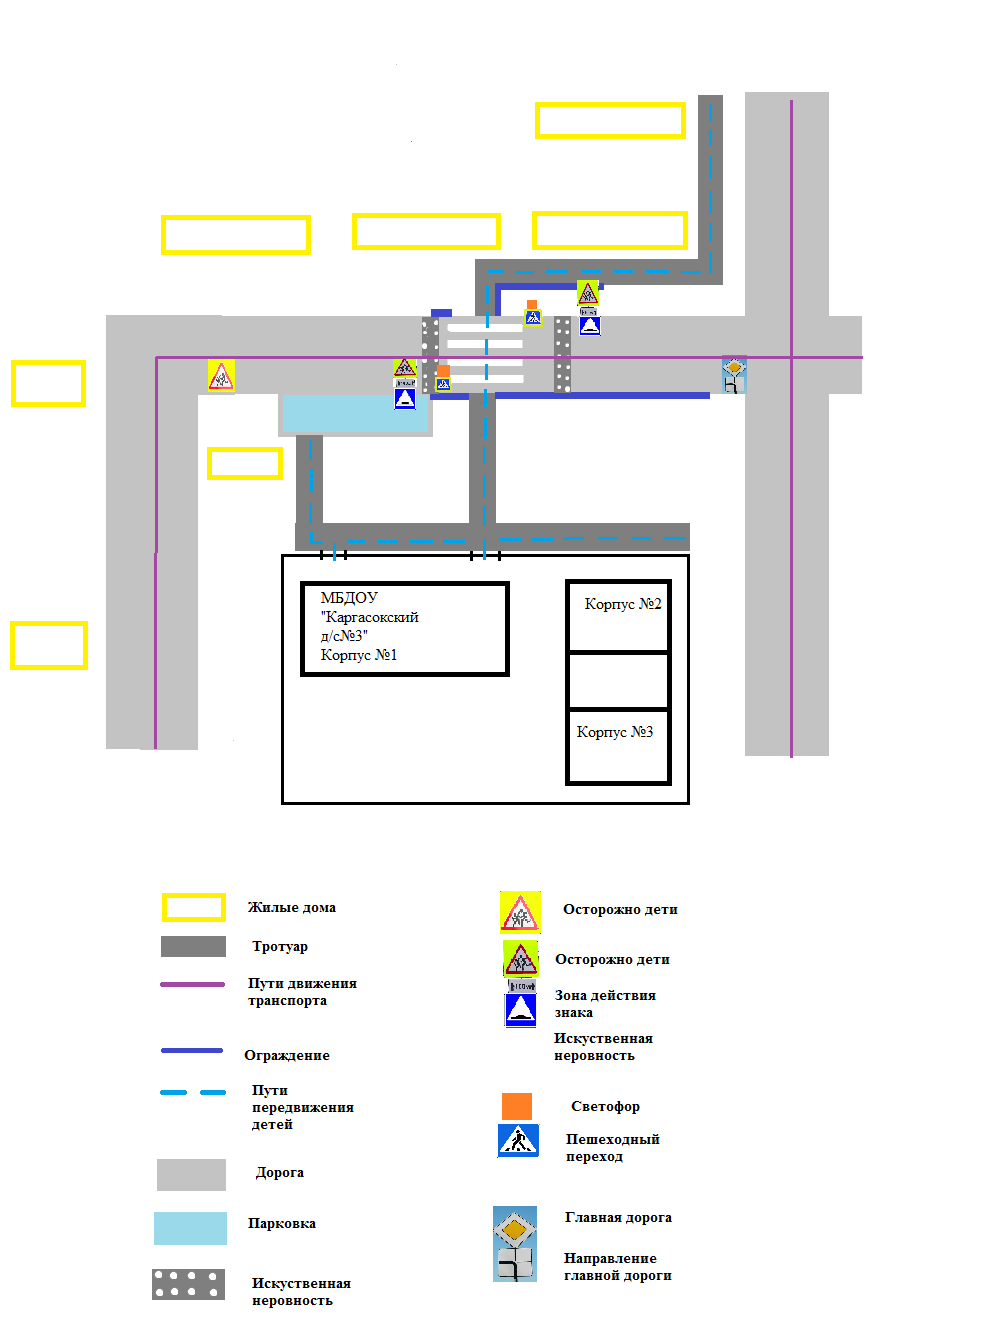 МБДОУ
"Каргасокский
д/с№3"
Корпус №1
Корпус №2
Корпус №3
Жилые дома
Тротуар
Пути движения
транспорта
Ограждение
Пути
передвижения
детей
Дорога
Парковка
Искуственная
неровность
Осторожно дети
Осторожно дети
Зона действия
знака
Искуственная
неровность
Светофор
Пешеходный
переход
Главная дорога
Направление
главной дороги